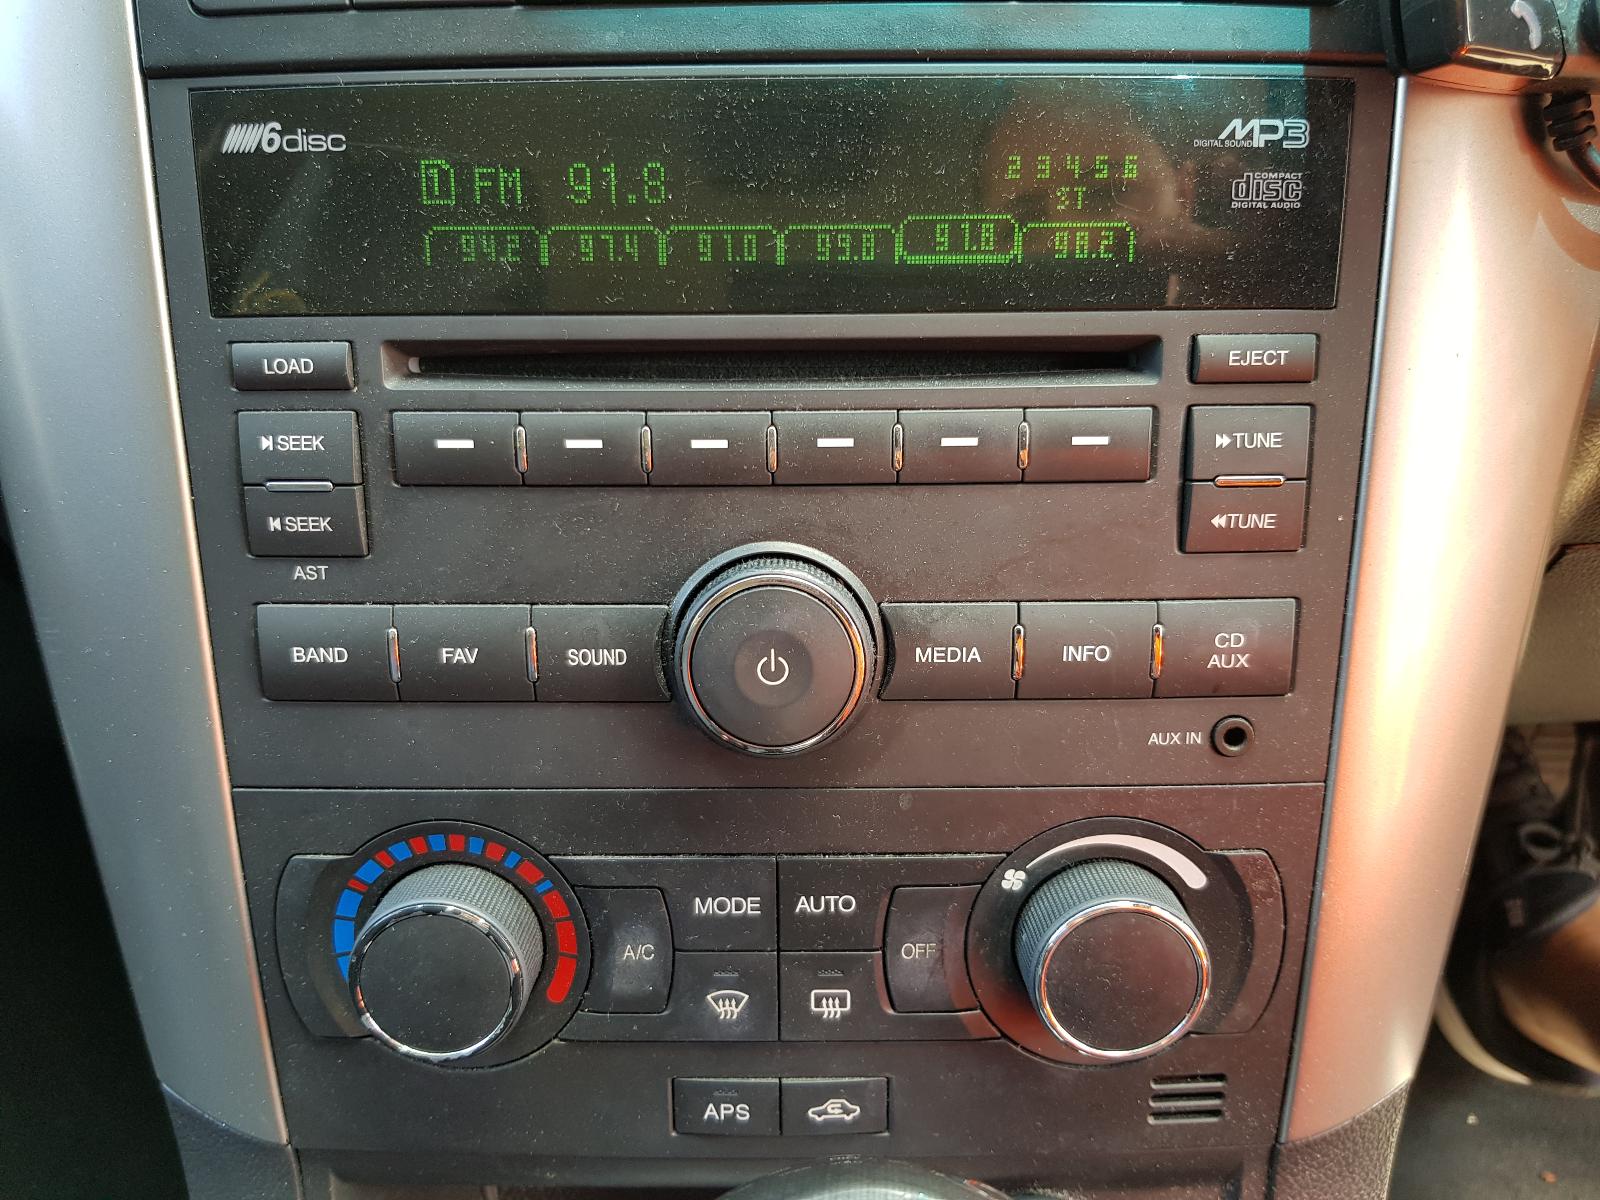 6disc
MP3
DIGITAL SOUND
COMPACT
disc
DIGITAL AUDIO
1 FM 91.8
2 3 4 5 6
ST
94.2 97.4 91.0 95.0 91.8 98.2
LOAD
EJECT
SEEK
TUNE
SEEK
TUNE
AST
BAND FAV SOUND MEDIA INFO CD
AUX
AUX IN
MODE AUTO
A/C OFF
APS